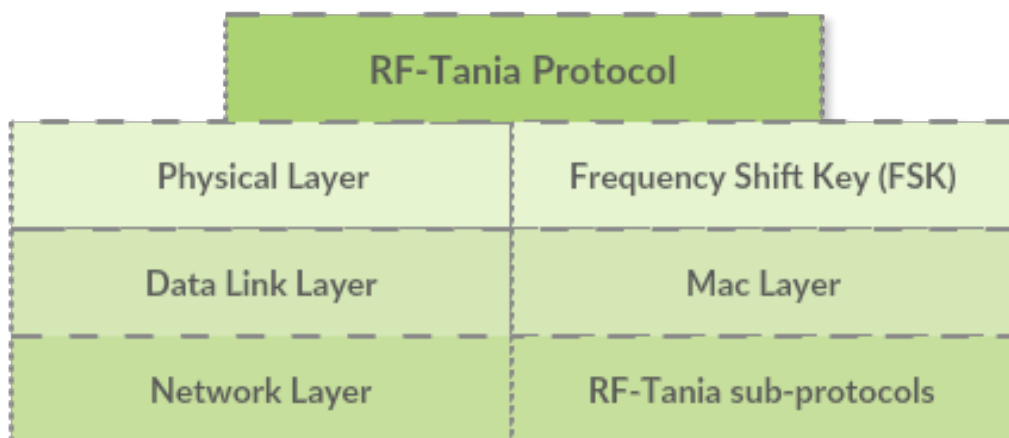 RF-Tania Protocol
Physical Layer
Frequency Shift Key (FSK)
Data Link Layer
Mac Layer
Network Layer
RF-Tania sub-protocols